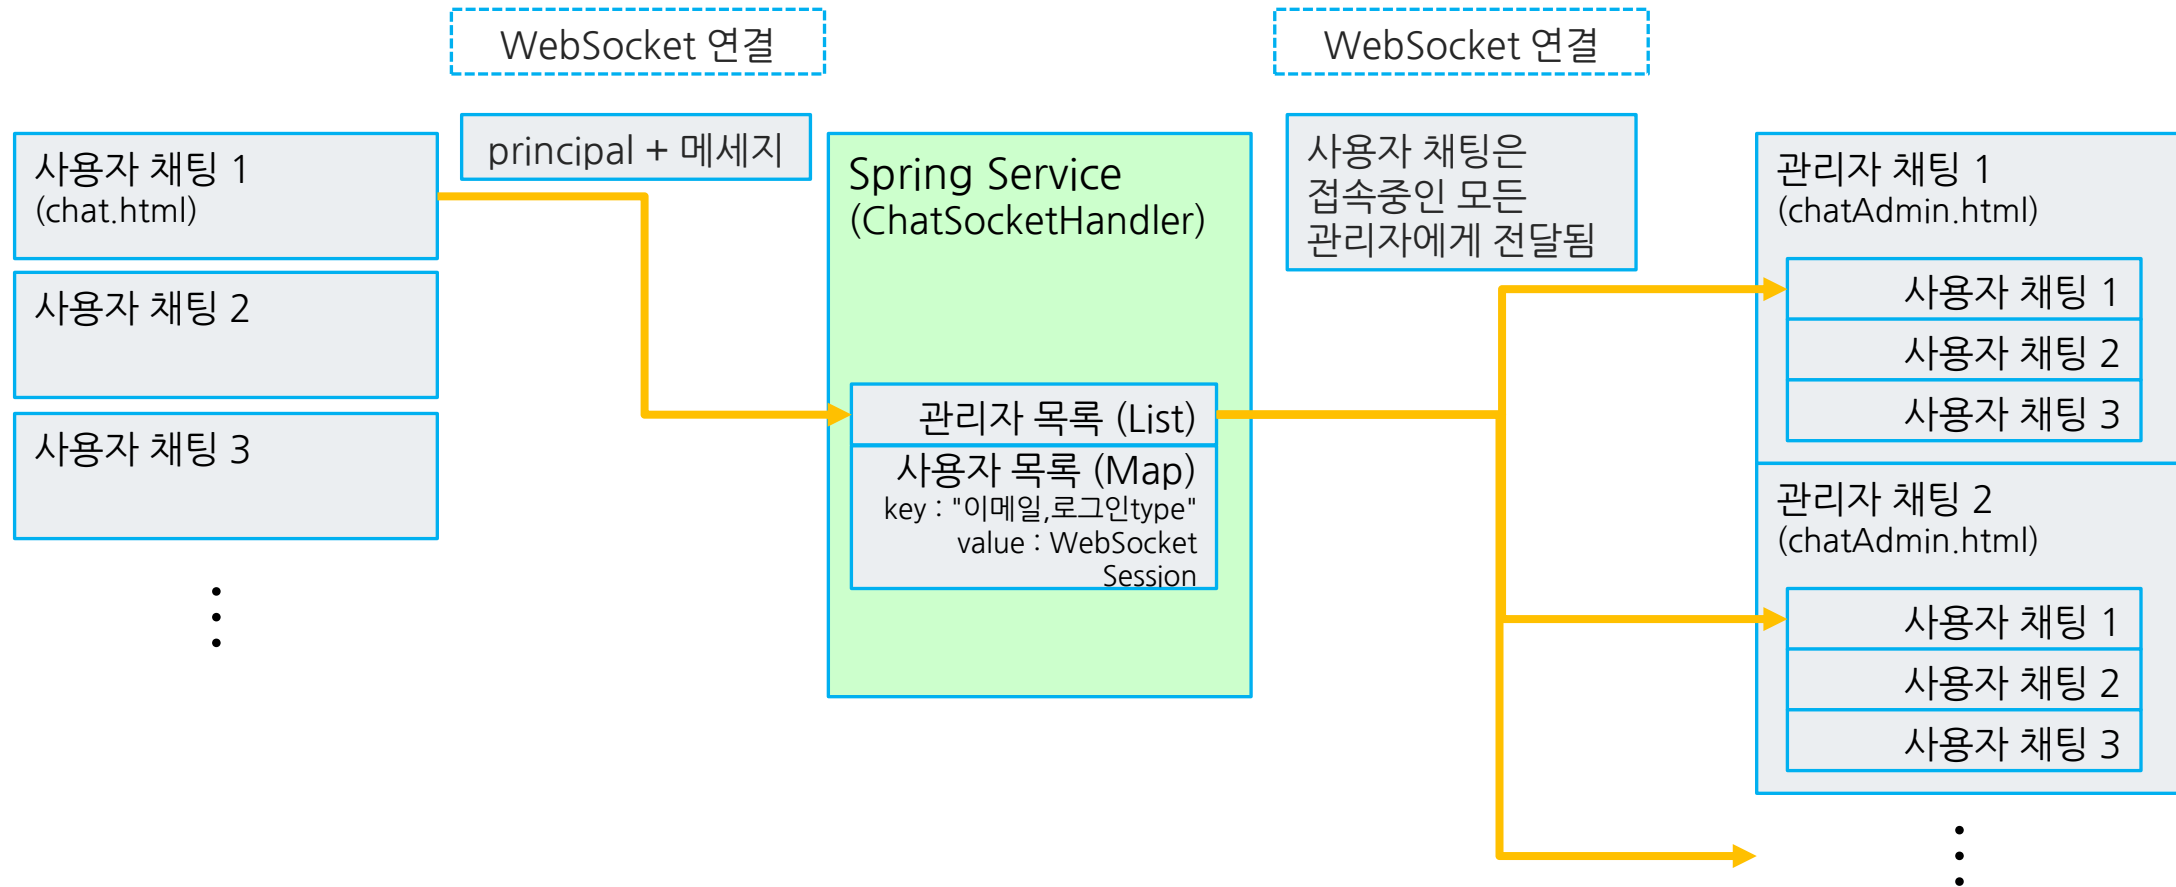 WebSocket 연결
WebSocket 연결
principal + 메세지
사용자 채팅 1
(chat.html)
사용자 채팅 2
사용자 채팅 3
Spring Service
(ChatSocketHandler)
관리자 목록 (List)
사용자 목록 (Map)
key : "이메일,로그인type"
value : WebSocket
Session
사용자 채팅은
접속중인 모든
관리자에게 전달됨
관리자 채팅 1
(chatAdmin.html)
사용자 채팅 1
사용자 채팅 2
사용자 채팅 3
관리자 채팅 2
(chatAdmin.html)
사용자 채팅 1
사용자 채팅 2
사용자 채팅 3